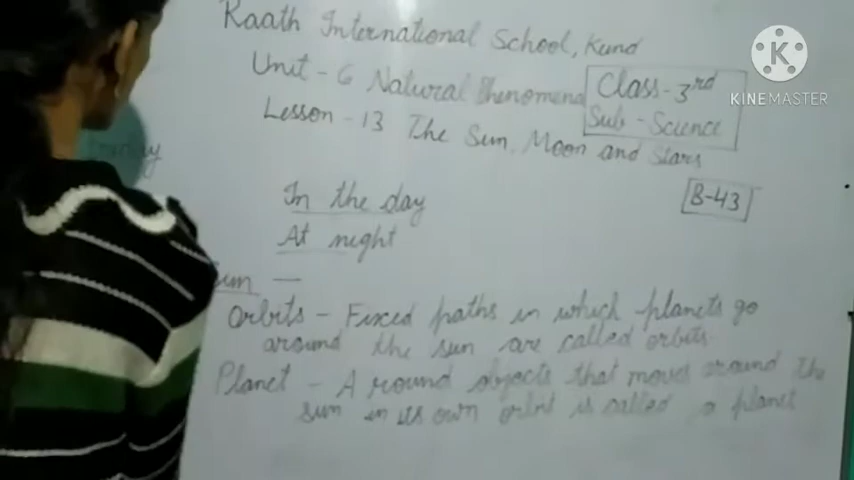 Raath International School, Kund
Unit - 6 Natural Phenomena
Class - 3rd
Sub - Science
Lesson - 13 The Sun, Moon and Stars
B-43
In the day
At night
Sun —
Orbits - Fixed paths in which planets go
around the sun are called orbits.
Planet - A round objects that moves around the
sun in its own orbit is called a planet
KINEMASTER